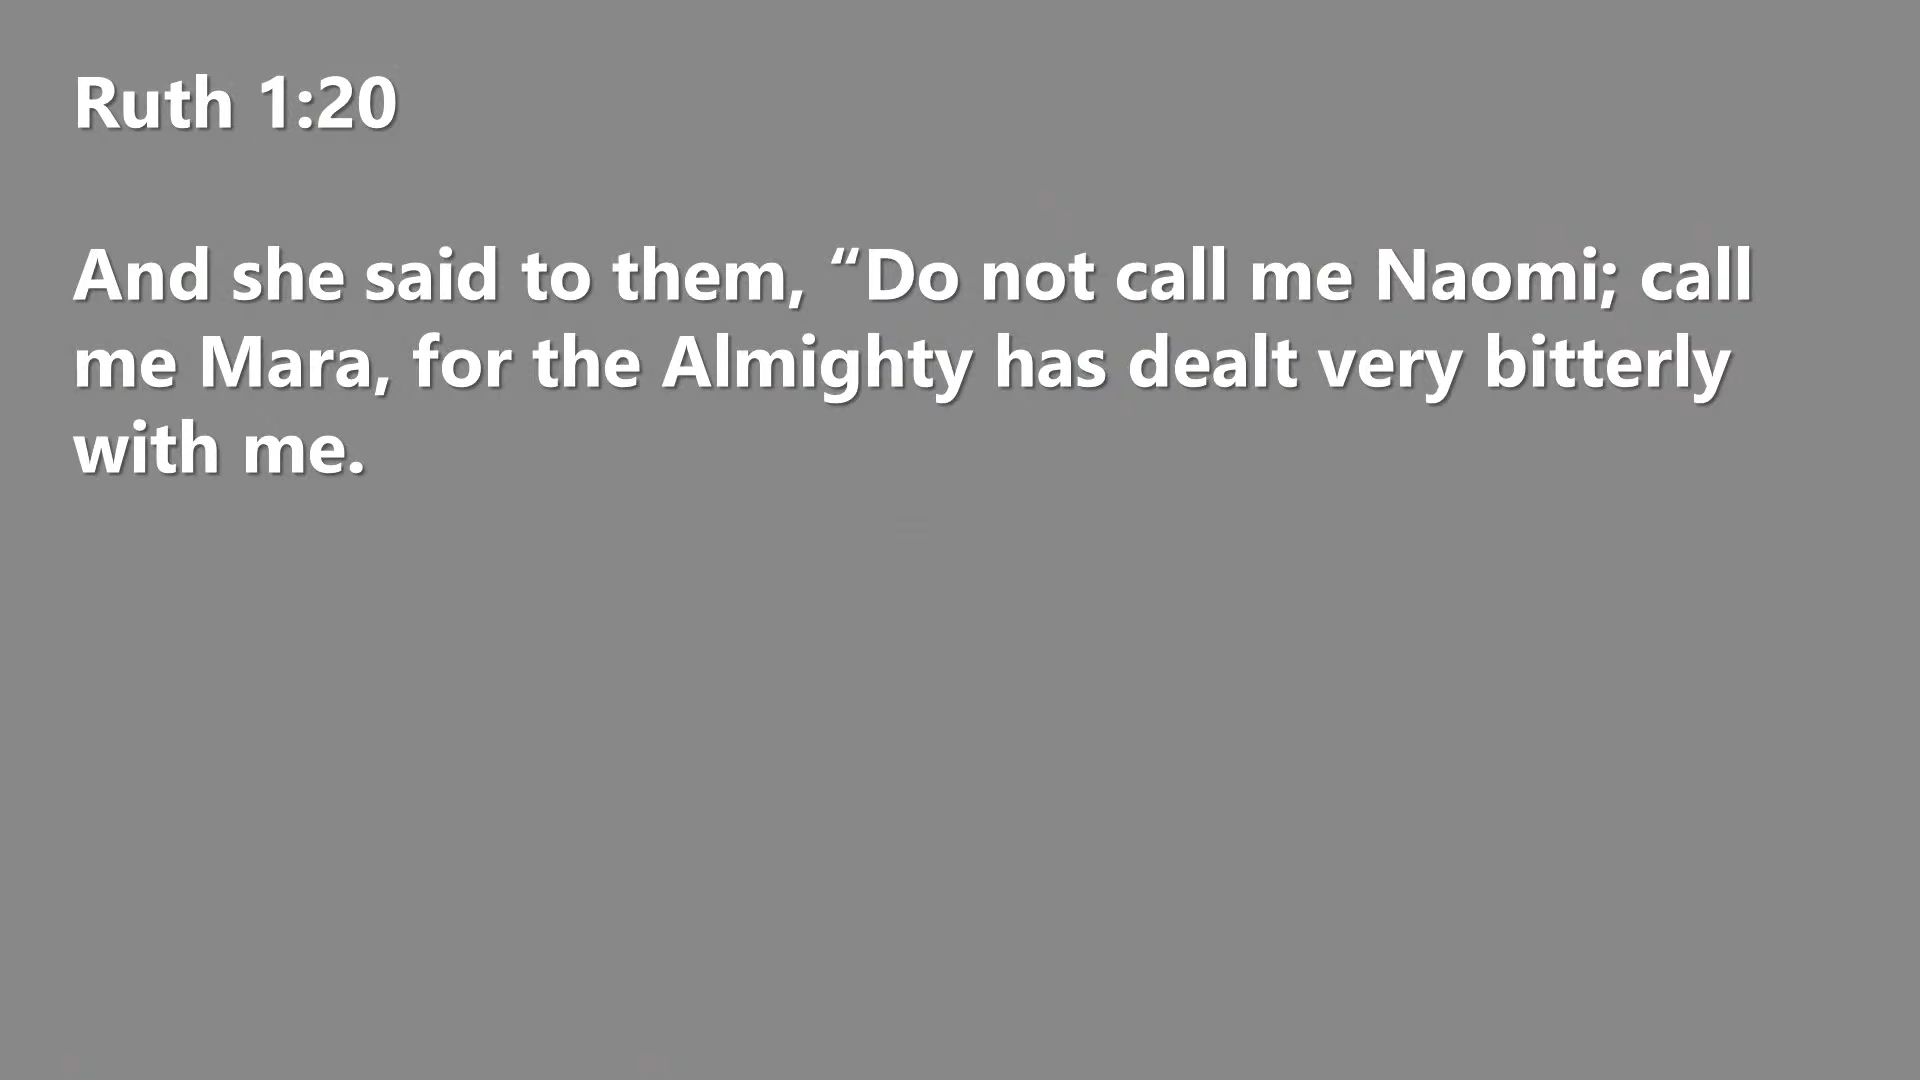 Ruth 1:20
And she said to them, “Do not call me Naomi; call
me Mara, for the Almighty has dealt very bitterly
with me.